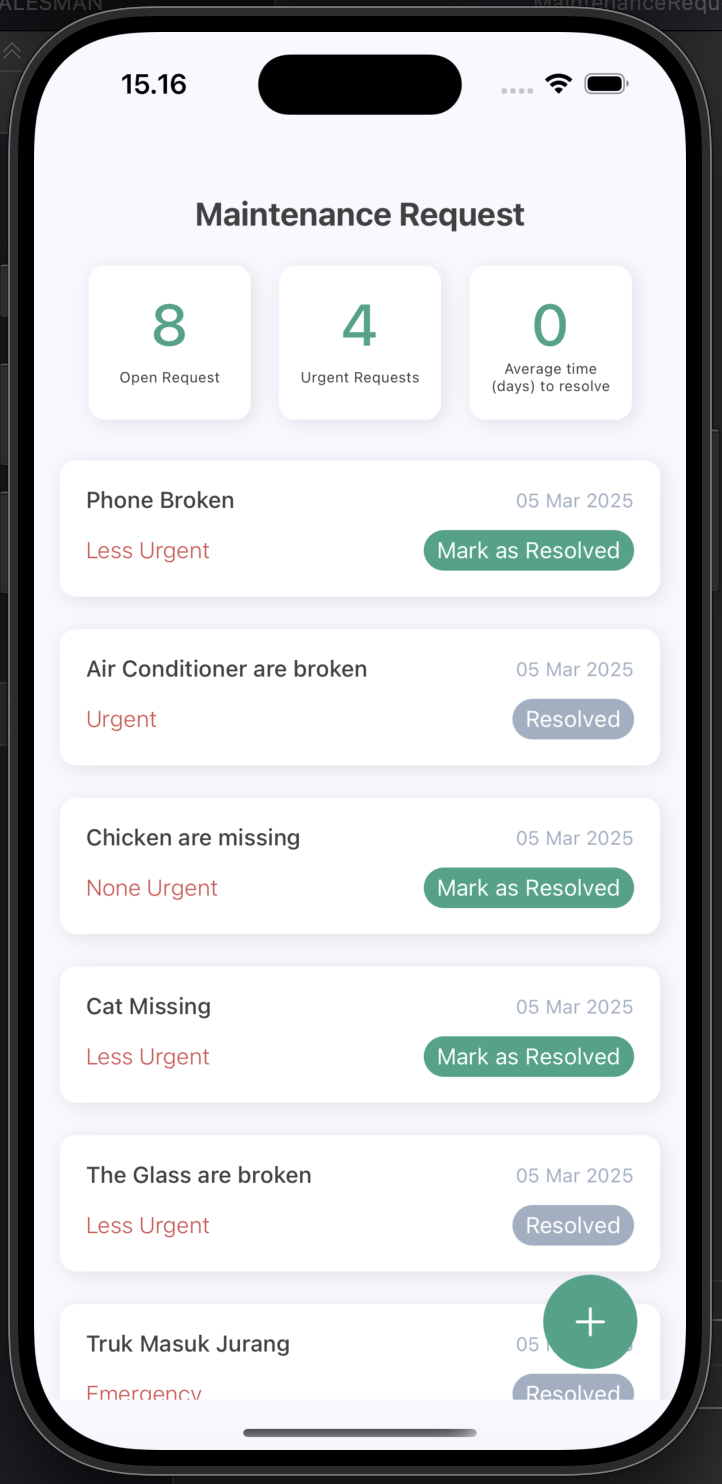 ALESMAN
MaintenanceRequ
15.16
Maintenance Request
8
Open Request
4
Urgent Requests
0
Average time
(days) to resolve
Phone Broken
05 Mar 2025
Less Urgent
Mark as Resolved
Air Conditioner are broken
05 Mar 2025
Urgent
Resolved
Chicken are missing
05 Mar 2025
None Urgent
Mark as Resolved
Cat Missing
05 Mar 2025
Less Urgent
Mark as Resolved
The Glass are broken
05 Mar 2025
Less Urgent
Resolved
Truk Masuk Jurang
05
Emergency
Resolved